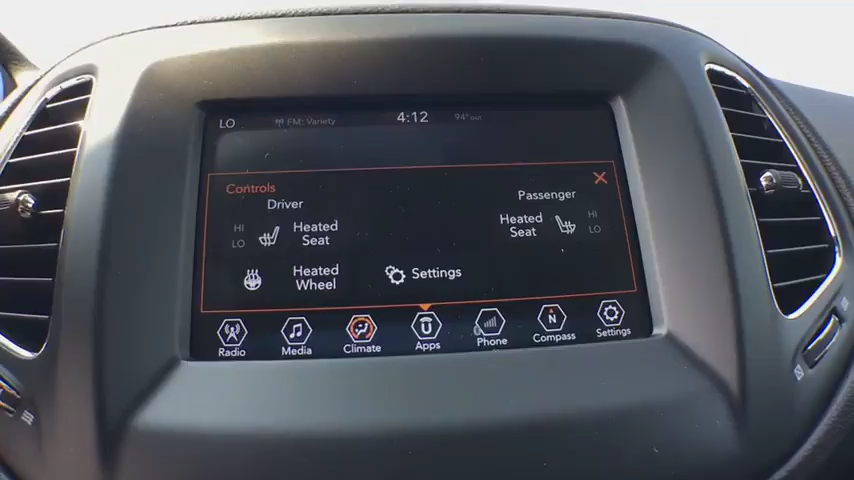 LO FM: Variety 4:12 94° out
Controls
Driver Passenger
HI Heated Seat Heated Seat HI
LO LO
Heated Wheel Settings
Radio Media Climate Apps Phone Compass Settings
N